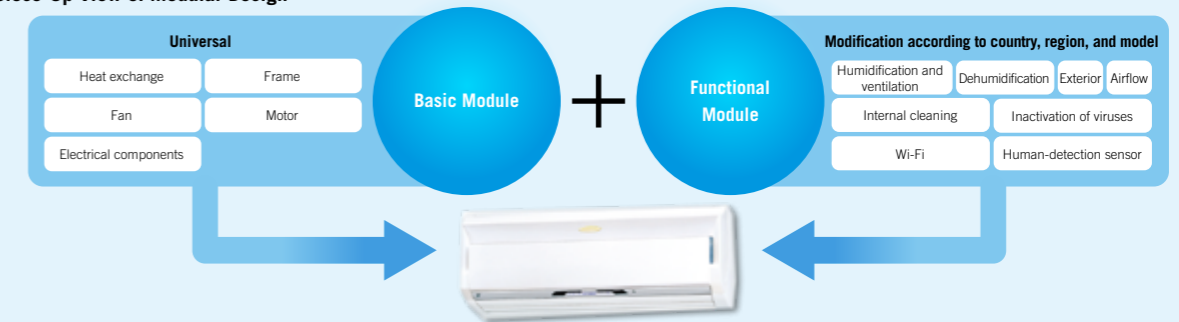 Universal
Heat exchange
Frame
Fan
Motor
Electrical components
Basic Module
+
Functional
Module
Modification according to country, region, and model
Humidification and
ventilation
Dehumidification
Exterior
Airflow
Internal cleaning
Inactivation of viruses
Wi-Fi
Human-detection sensor